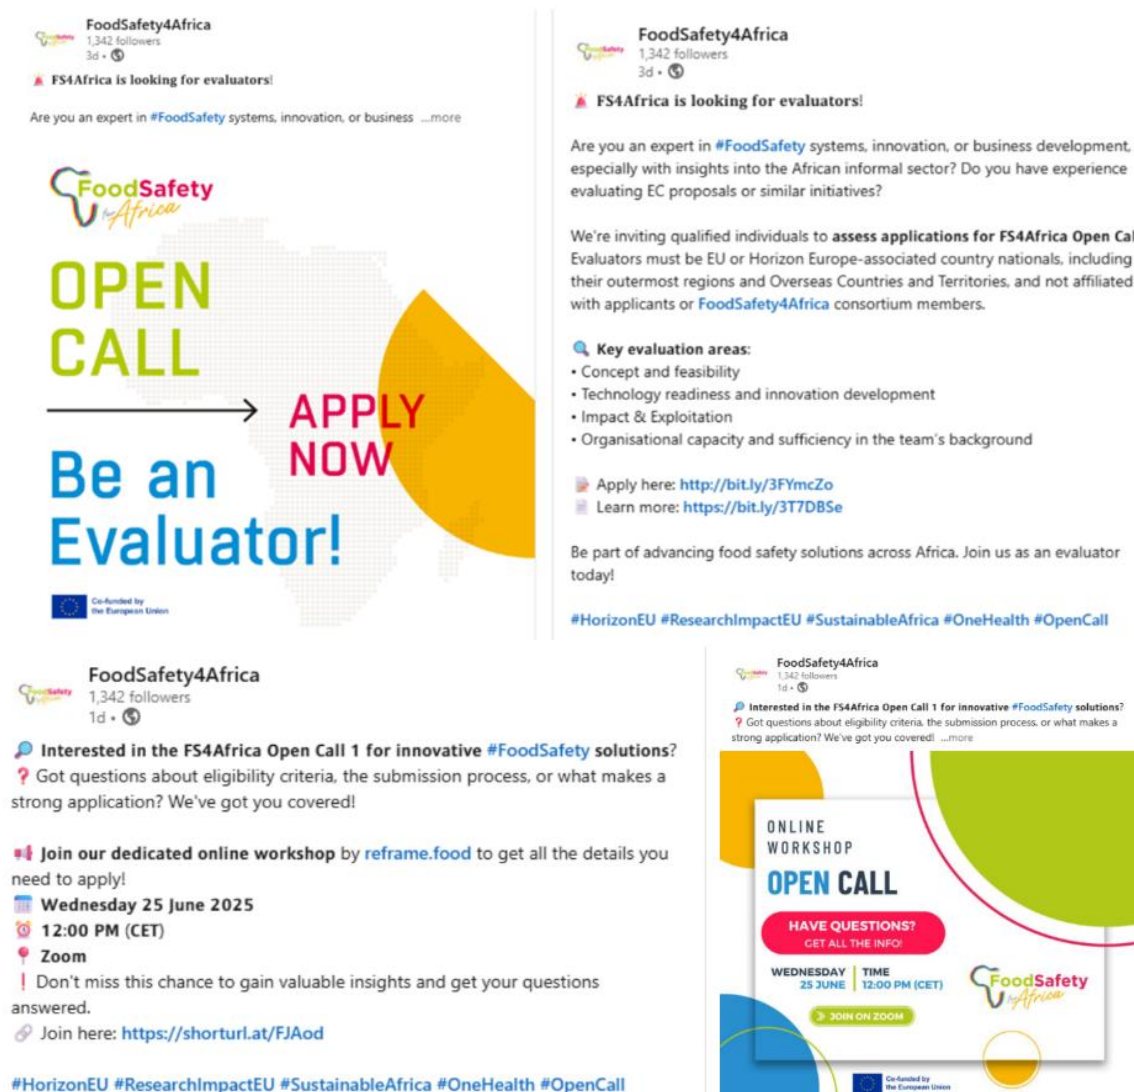 FoodSafety4Africa
1,342 followers
3d •
🚨 FS4Africa is looking for evaluators!
Are you an expert in #FoodSafety systems, innovation, or business ...more
FoodSafety
for Africa
OPEN
CALL
APPLY
NOW
Be an
Evaluator!
Co-funded by
the European Union
FoodSafety4Africa
1,342 followers
3d •
🚨 FS4Africa is looking for evaluators!
Are you an expert in #FoodSafety systems, innovation, or business development,
especially with insights into the African informal sector? Do you have experience
evaluating EC proposals or similar initiatives?
We're inviting qualified individuals to assess applications for FS4Africa Open Cal
Evaluators must be EU or Horizon Europe-associated country nationals, including
their outermost regions and Overseas Countries and Territories, and not affiliated
with applicants or FoodSafety4Africa consortium members.
🔍 Key evaluation areas:
• Concept and feasibility
• Technology readiness and innovation development
• Impact & Exploitation
• Organisational capacity and sufficiency in the team's background
📝 Apply here: http://bit.ly/3FYmcZo
📄 Learn more: https://bit.ly/3T7DBSe
Be part of advancing food safety solutions across Africa. Join us as an evaluator
today!
#HorizonEU #ResearchImpactEU #SustainableAfrica #OneHealth #OpenCall
FoodSafety4Africa
1,342 followers
1d •
🔎 Interested in the FS4Africa Open Call 1 for innovative #FoodSafety solutions?
❓ Got questions about eligibility criteria, the submission process, or what makes a
strong application? We've got you covered!
📢 Join our dedicated online workshop by reframe.food to get all the details you
need to apply!
📅 Wednesday 25 June 2025
⏰ 12:00 PM (CET)
📍 Zoom
❗ Don't miss this chance to gain valuable insights and get your questions
answered.
🔗 Join here: https://shorturl.at/FJAod
#HorizonEU #ResearchImpactEU #SustainableAfrica #OneHealth #OpenCall
FoodSafety4Africa
1,342 followers
1d •
🔎 Interested in the FS4Africa Open Call 1 for innovative #FoodSafety solutions?
❓ Got questions about eligibility criteria, the submission process, or what makes a
strong application? We've got you covered! ...more
ONLINE
WORKSHOP
OPEN CALL
HAVE QUESTIONS?
GET ALL THE INFO!
WEDNESDAY
25 JUNE
TIME
12:00 PM (CET)
JOIN ON ZOOM
FoodSafety
for Africa
Co-funded by
the European Union